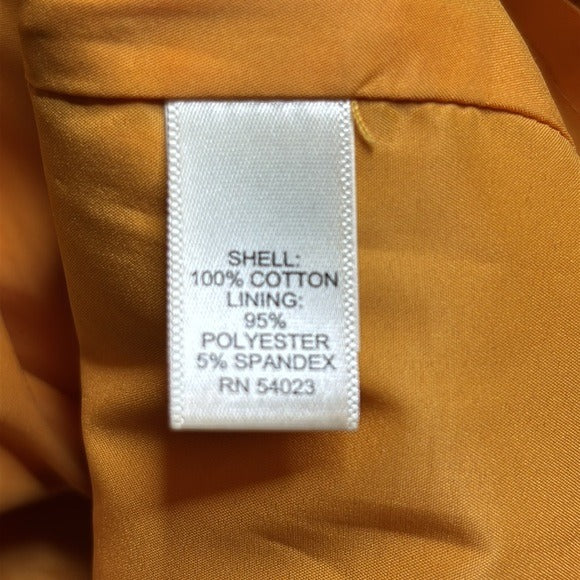 SHELL:
100% COTTON
LINING:
95%
POLYESTER
5% SPANDEX
RN 54023